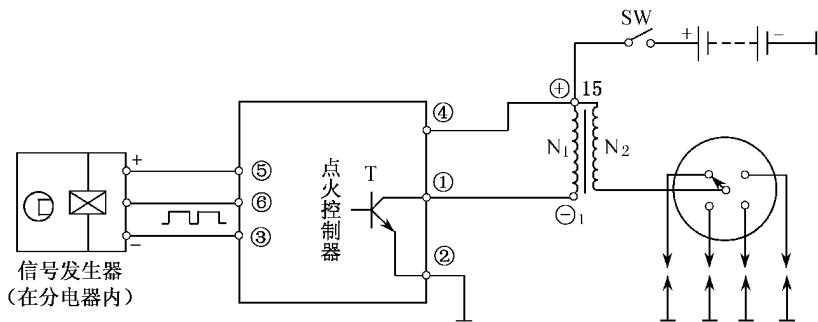 SW
+
−
⊕ 15
④
N₁
N₂
点火控制器
T
+
⑤
①
⑥
⊖₁
−
③
②
信号发生器
（在分电器内）